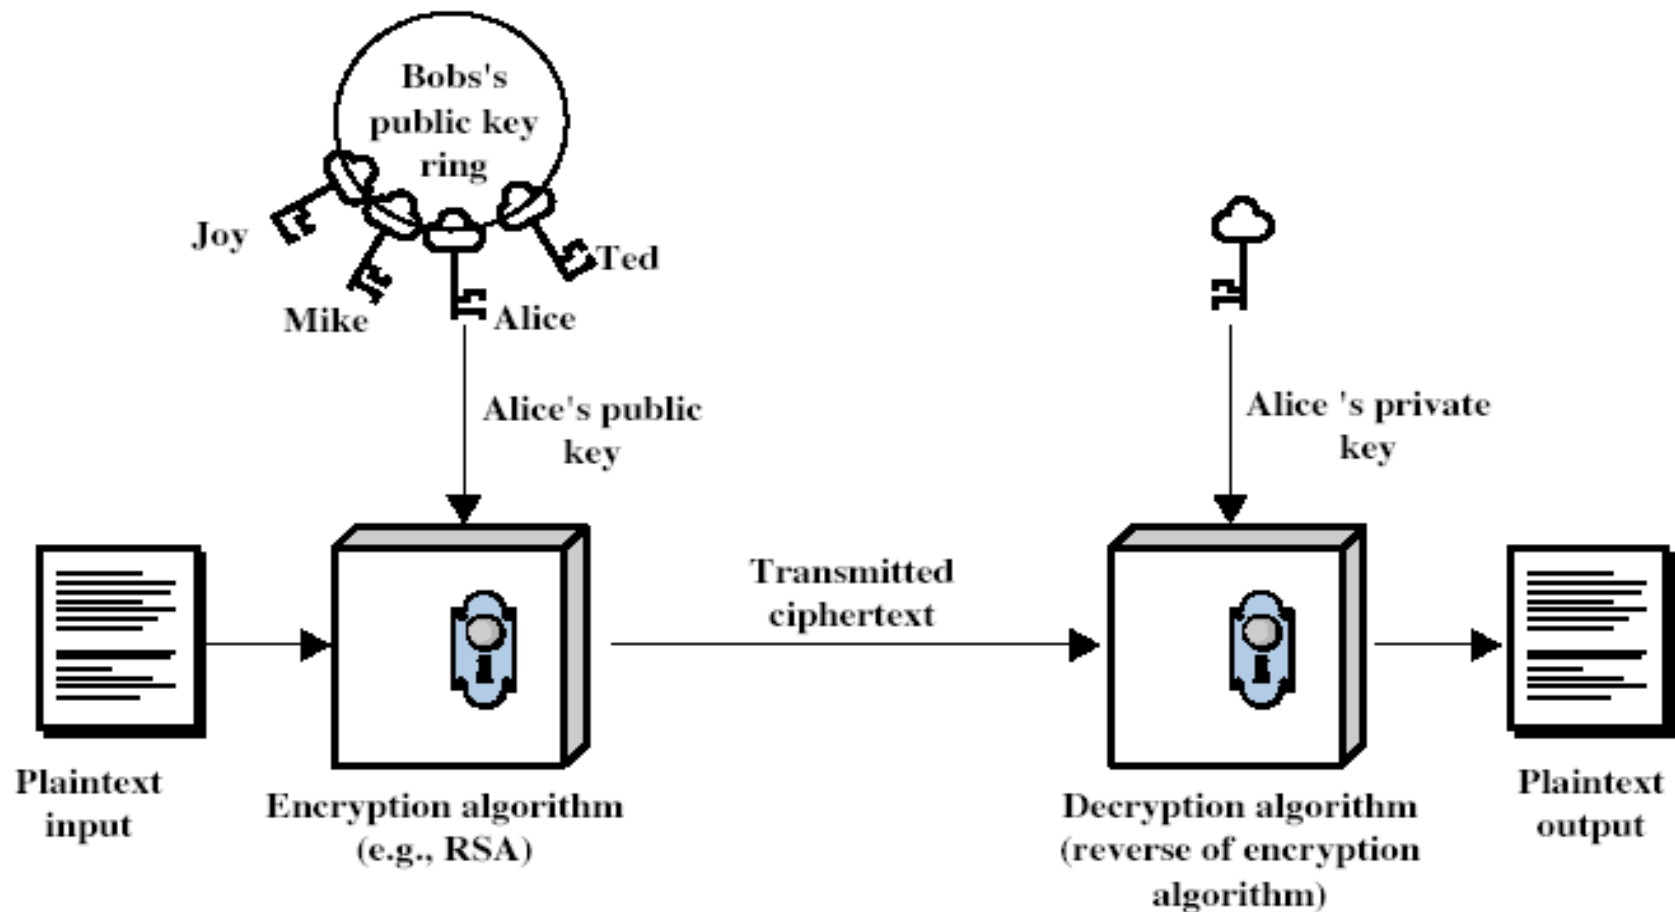 Bobs's
public key
ring
Joy
Ted
Mike
Alice
Alice's public
key
Alice 's private
key
Transmitted
ciphertext
Plaintext
input
Encryption algorithm
(e.g., RSA)
Decryption algorithm
(reverse of encryption
algorithm)
Plaintext
output